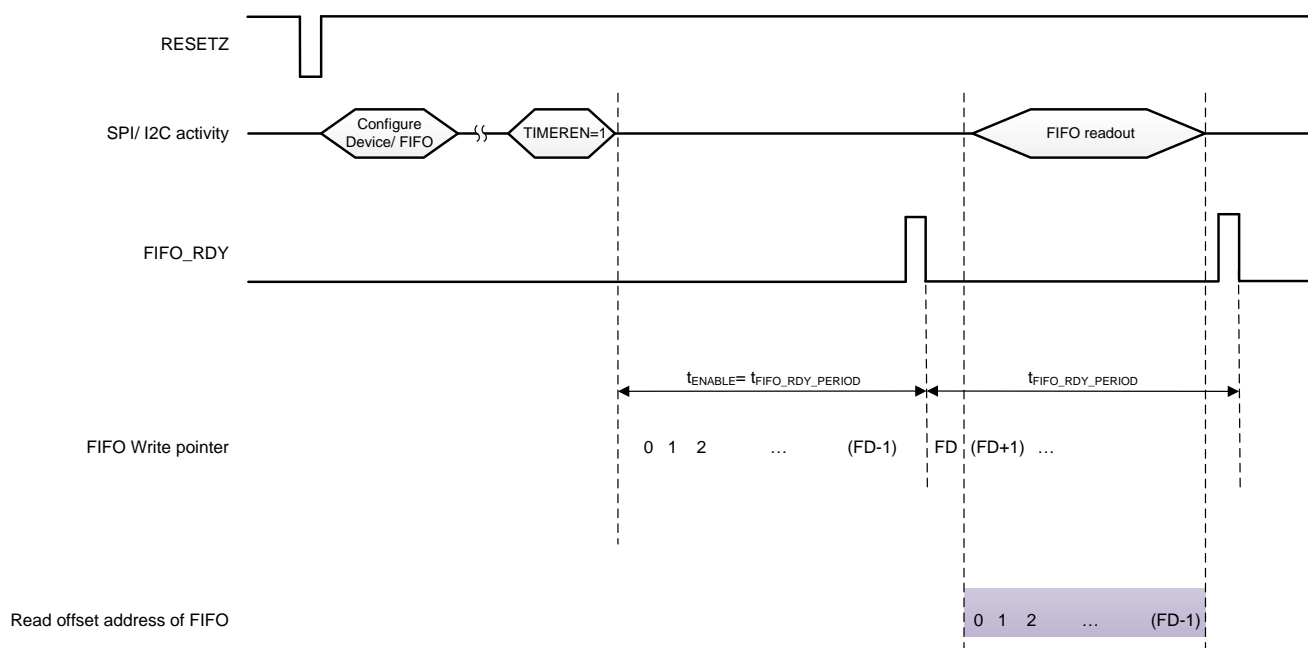 RESETZ
SPI/ I2C activity
Configure
Device/ FIFO
TIMEREN=1
FIFO readout
FIFO_RDY
tENABLE= tFIFO_RDY_PERIOD
tFIFO_RDY_PERIOD
FIFO Write pointer
0 1 2 … (FD-1) FD (FD+1) …
Read offset address of FIFO
0 1 2 … (FD-1)